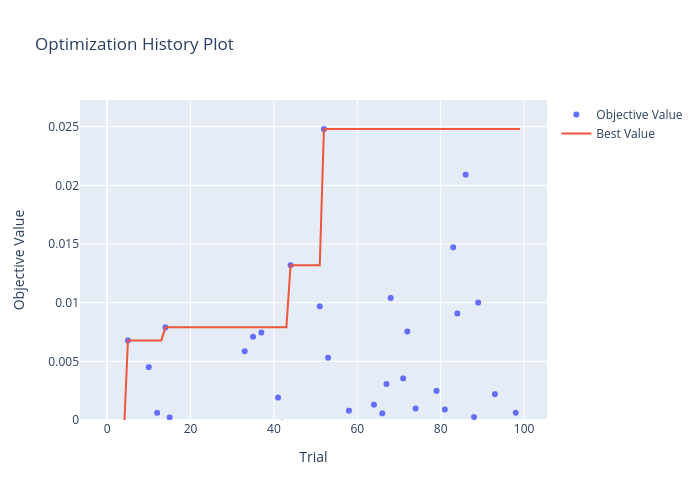 Optimization History Plot
Objective Value
Best Value
0.025
0.02
0.015
0.01
0.005
0
Objective Value
0
20
40
60
80
100
Trial